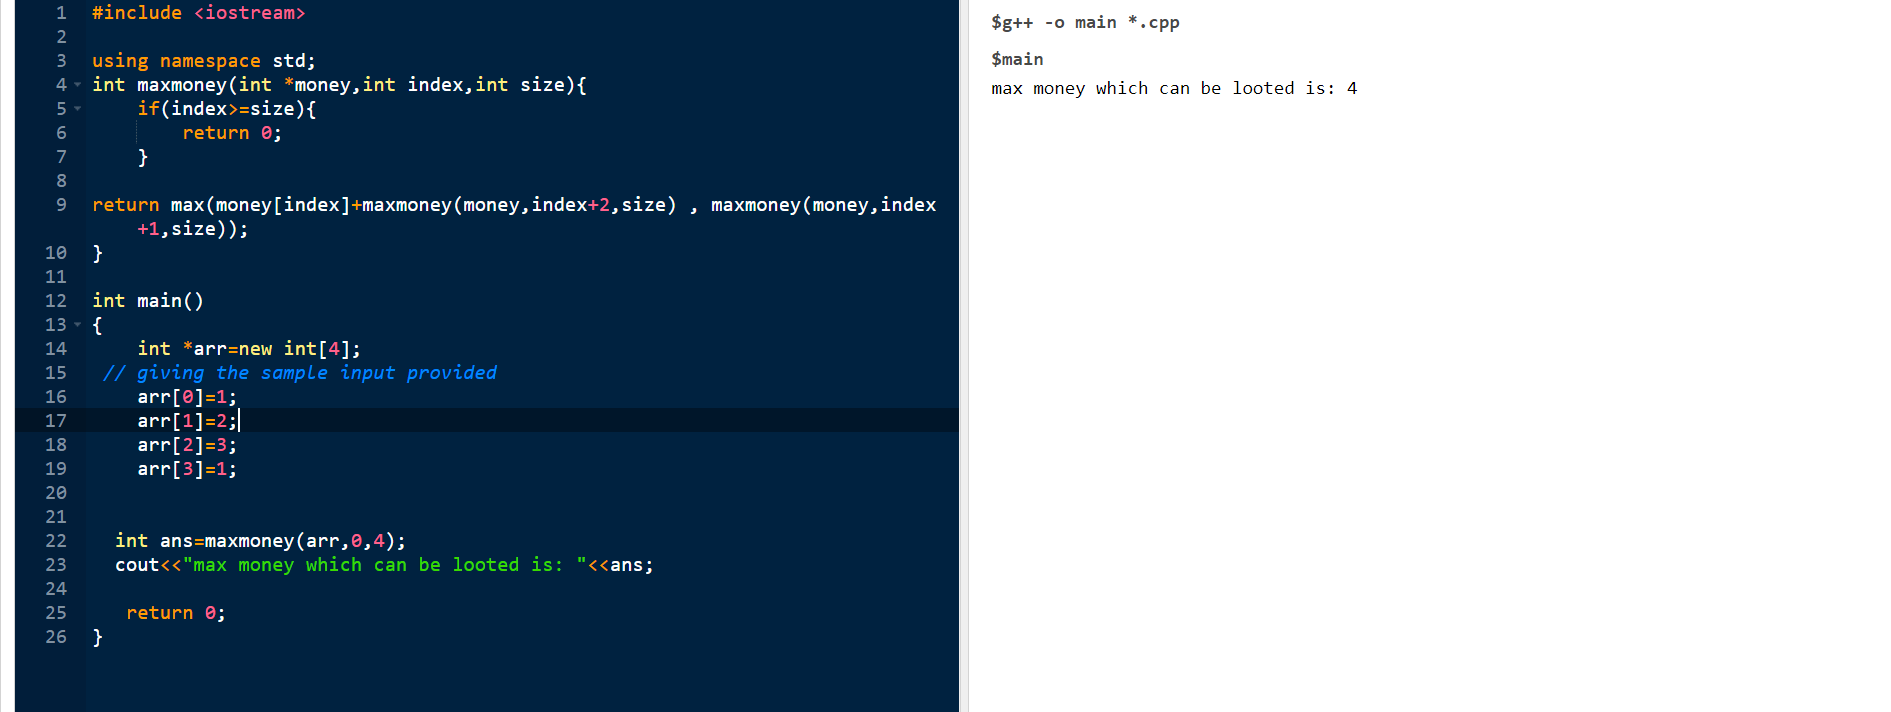 1 #include <iostream>
2
3 using namespace std;
4 int maxmoney(int *money,int index,int size){
5     if(index>=size){
6         return 0;
7     }
8
9 return max(money[index]+maxmoney(money,index+2,size) , maxmoney(money,index
    +1,size));
10 }
11
12 int main()
13 {
14     int *arr=new int[4];
15  // giving the sample input provided
16     arr[0]=1;
17     arr[1]=2;
18     arr[2]=3;
19     arr[3]=1;
20
21
22   int ans=maxmoney(arr,0,4);
23   cout<<"max money which can be looted is: "<<ans;
24
25    return 0;
26 }
$g++ -o main *.cpp
$main
max money which can be looted is: 4